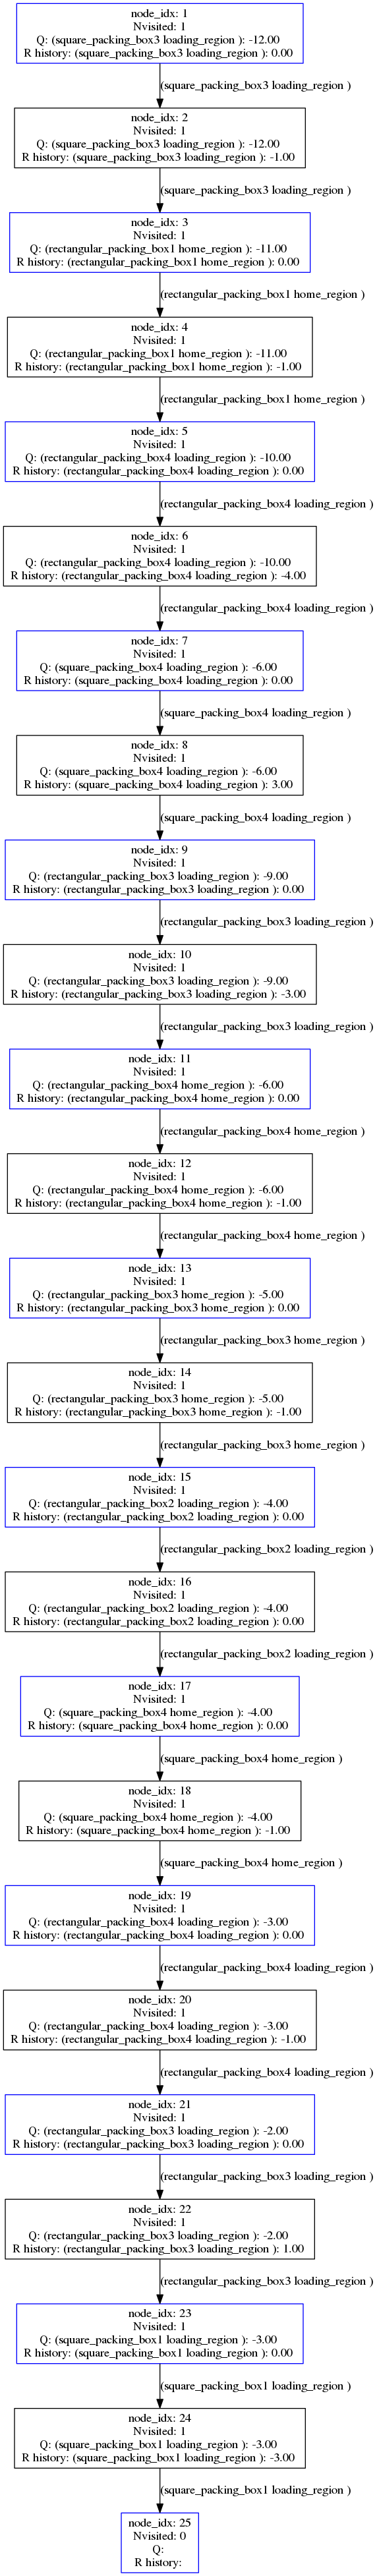 node_idx: 1
Nvisited: 1
Q: (square_packing_box3 loading_region ): -12.00
R history: (square_packing_box3 loading_region ): 0.00
(square_packing_box3 loading_region )
node_idx: 2
Nvisited: 1
Q: (square_packing_box3 loading_region ): -12.00
R history: (square_packing_box3 loading_region ): -1.00
(square_packing_box3 loading_region )
node_idx: 3
Nvisited: 1
Q: (rectangular_packing_box1 home_region ): -11.00
R history: (rectangular_packing_box1 home_region ): 0.00
(rectangular_packing_box1 home_region )
node_idx: 4
Nvisited: 1
Q: (rectangular_packing_box1 home_region ): -11.00
R history: (rectangular_packing_box1 home_region ): -1.00
(rectangular_packing_box1 home_region )
node_idx: 5
Nvisited: 1
Q: (rectangular_packing_box4 loading_region ): -10.00
R history: (rectangular_packing_box4 loading_region ): 0.00
(rectangular_packing_box4 loading_region )
node_idx: 6
Nvisited: 1
Q: (rectangular_packing_box4 loading_region ): -10.00
R history: (rectangular_packing_box4 loading_region ): -4.00
(rectangular_packing_box4 loading_region )
node_idx: 7
Nvisited: 1
Q: (square_packing_box4 loading_region ): -6.00
R history: (square_packing_box4 loading_region ): 0.00
(square_packing_box4 loading_region )
node_idx: 8
Nvisited: 1
Q: (square_packing_box4 loading_region ): -6.00
R history: (square_packing_box4 loading_region ): 3.00
(square_packing_box4 loading_region )
node_idx: 9
Nvisited: 1
Q: (rectangular_packing_box3 loading_region ): -9.00
R history: (rectangular_packing_box3 loading_region ): 0.00
(rectangular_packing_box3 loading_region )
node_idx: 10
Nvisited: 1
Q: (rectangular_packing_box3 loading_region ): -9.00
R history: (rectangular_packing_box3 loading_region ): -3.00
(rectangular_packing_box3 loading_region )
node_idx: 11
Nvisited: 1
Q: (rectangular_packing_box4 home_region ): -6.00
R history: (rectangular_packing_box4 home_region ): 0.00
(rectangular_packing_box4 home_region )
node_idx: 12
Nvisited: 1
Q: (rectangular_packing_box4 home_region ): -6.00
R history: (rectangular_packing_box4 home_region ): -1.00
(rectangular_packing_box4 home_region )
node_idx: 13
Nvisited: 1
Q: (rectangular_packing_box3 home_region ): -5.00
R history: (rectangular_packing_box3 home_region ): 0.00
(rectangular_packing_box3 home_region )
node_idx: 14
Nvisited: 1
Q: (rectangular_packing_box3 home_region ): -5.00
R history: (rectangular_packing_box3 home_region ): -1.00
(rectangular_packing_box3 home_region )
node_idx: 15
Nvisited: 1
Q: (rectangular_packing_box2 loading_region ): -4.00
R history: (rectangular_packing_box2 loading_region ): 0.00
(rectangular_packing_box2 loading_region )
node_idx: 16
Nvisited: 1
Q: (rectangular_packing_box2 loading_region ): -4.00
R history: (rectangular_packing_box2 loading_region ): 0.00
(rectangular_packing_box2 loading_region )
node_idx: 17
Nvisited: 1
Q: (square_packing_box4 home_region ): -4.00
R history: (square_packing_box4 home_region ): 0.00
(square_packing_box4 home_region )
node_idx: 18
Nvisited: 1
Q: (square_packing_box4 home_region ): -4.00
R history: (square_packing_box4 home_region ): -1.00
(square_packing_box4 home_region )
node_idx: 19
Nvisited: 1
Q: (rectangular_packing_box4 loading_region ): -3.00
R history: (rectangular_packing_box4 loading_region ): 0.00
(rectangular_packing_box4 loading_region )
node_idx: 20
Nvisited: 1
Q: (rectangular_packing_box4 loading_region ): -3.00
R history: (rectangular_packing_box4 loading_region ): -1.00
(rectangular_packing_box4 loading_region )
node_idx: 21
Nvisited: 1
Q: (rectangular_packing_box3 loading_region ): -2.00
R history: (rectangular_packing_box3 loading_region ): 0.00
(rectangular_packing_box3 loading_region )
node_idx: 22
Nvisited: 1
Q: (rectangular_packing_box3 loading_region ): -2.00
R history: (rectangular_packing_box3 loading_region ): 1.00
(rectangular_packing_box3 loading_region )
node_idx: 23
Nvisited: 1
Q: (square_packing_box1 loading_region ): -3.00
R history: (square_packing_box1 loading_region ): 0.00
(square_packing_box1 loading_region )
node_idx: 24
Nvisited: 1
Q: (square_packing_box1 loading_region ): -3.00
R history: (square_packing_box1 loading_region ): -3.00
(square_packing_box1 loading_region )
node_idx: 25
Nvisited: 0
Q:
R history: